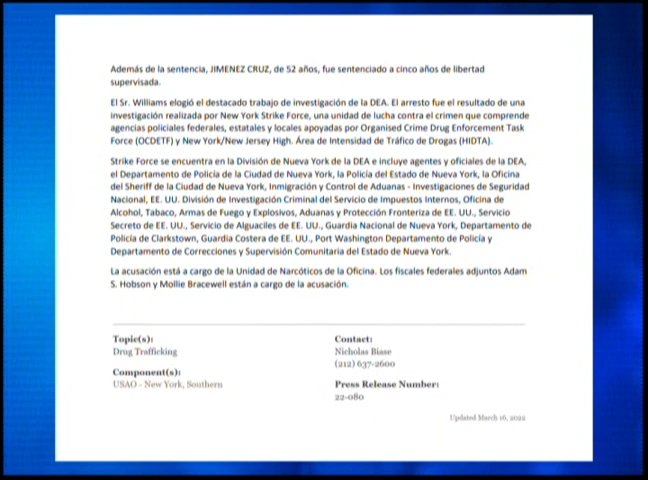 Además de la sentencia, JIMENEZ CRUZ, de 52 años, fue sentenciado a cinco años de libertad
supervisada.
El Sr. Williams elogió el destacado trabajo de investigación de la DEA. El arresto fue el resultado de una
investigación realizada por New York Strike Force, una unidad de lucha contra el crimen que comprende
agencias policiales federales, estatales y locales apoyadas por Organised Crime Drug Enforcement Task
Force (OCDETF) y New York/New Jersey High. Área de Intensidad de Tráfico de Drogas (HIDTA).
Strike Force se encuentra en la División de Nueva York de la DEA e incluye agentes y oficiales de la DEA,
el Departamento de Policía de la Ciudad de Nueva York, la Policía del Estado de Nueva York, la Oficina
del Sheriff de la Ciudad de Nueva York, Inmigración y Control de Aduanas - Investigaciones de Seguridad
Nacional, EE. UU. División de Investigación Criminal del Servicio de Impuestos Internos, Oficina de
Alcohol, Tabaco, Armas de Fuego y Explosivos, Aduanas y Protección Fronteriza de EE. UU., Servicio
Secreto de EE. UU., Servicio de Alguaciles de EE. UU., Guardia Nacional de Nueva York, Departamento de
Policía de Clarkstown, Guardia Costera de EE. UU., Port Washington Departamento de Policía y
Departamento de Correcciones y Supervisión Comunitaria del Estado de Nueva York.
La acusación está a cargo de la Unidad de Narcóticos de la Oficina. Los fiscales federales adjuntos Adam
S. Hobson y Mollie Bracewell están a cargo de la acusación.
Topic(s):
Drug Trafficking
Component(s):
USAO - New York, Southern
Contact:
Nicholas Biase
(212) 637-2600
Press Release Number:
22-080
Updated March 16, 2022